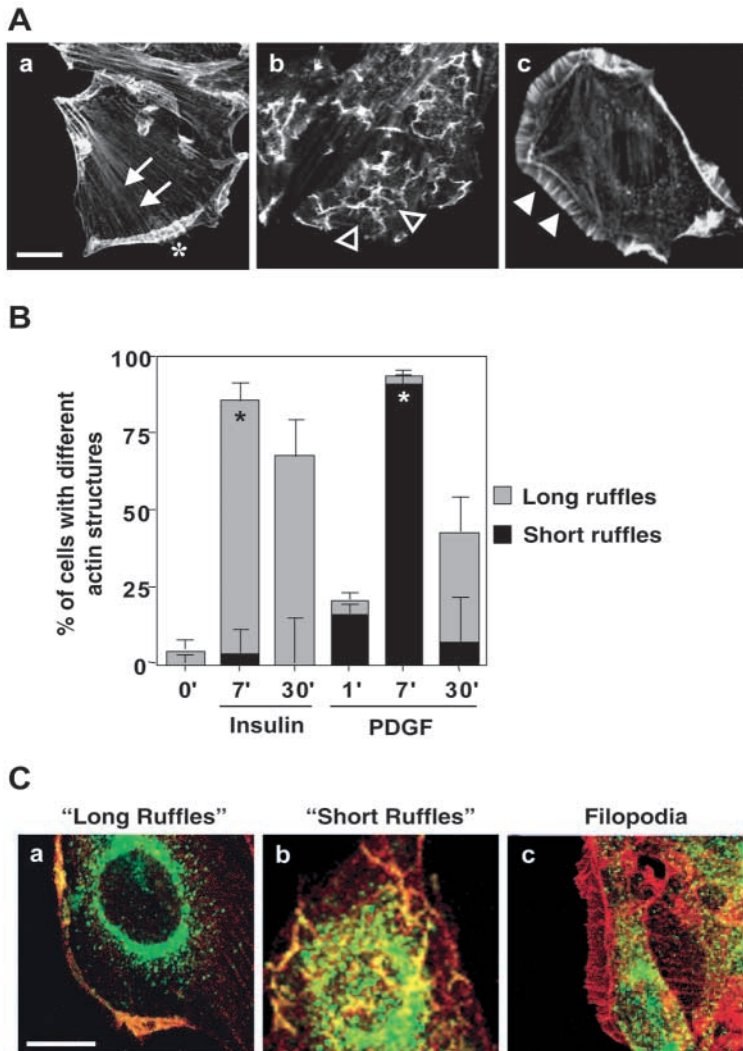 A
a b c
*
B
% of cells with different
actin structures
100
75
50
25
0
* *
Long ruffles
Short ruffles
0' 7' 30' 1' 7' 30'
Insulin PDGF
C
“Long Ruffles” “Short Ruffles” Filopodia
a b c